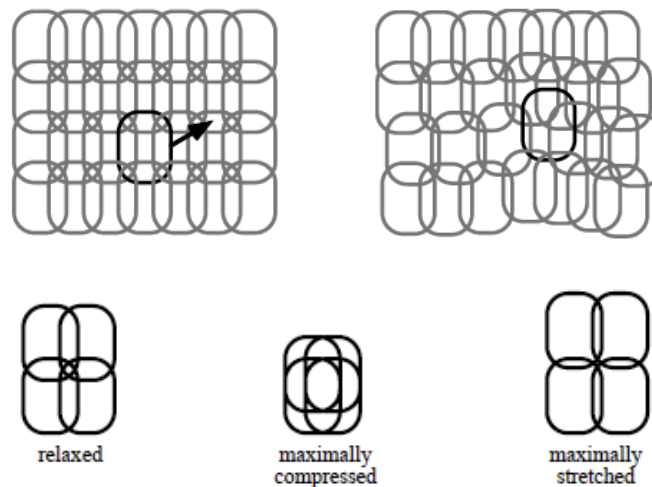 relaxed
maximally
compressed
maximally
stretched